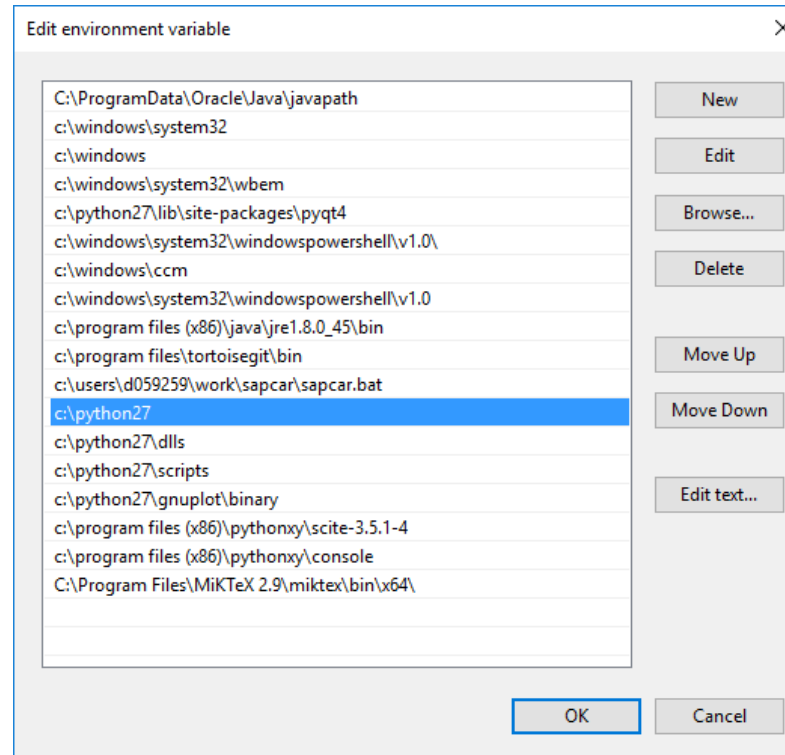 Edit environment variable
C:\ProgramData\Oracle\Java\javapath
c:\windows\system32
c:\windows
c:\windows\system32\wbem
c:\python27\lib\site-packages\pyqt4
c:\windows\system32\windowspowershell\v1.0\
c:\windows\ccm
c:\windows\system32\windowspowershell\v1.0
c:\program files (x86)\java\jre1.8.0_45\bin
c:\program files\tortoisegit\bin
c:\users\d059259\work\sapcar\sapcar.bat
c:\python27
c:\python27\dlls
c:\python27\scripts
c:\python27\gnuplot\binary
c:\program files (x86)\pythonxy\scite-3.5.1-4
c:\program files (x86)\pythonxy\console
C:\Program Files\MiKTeX 2.9\miktex\bin\x64\
New
Edit
Browse...
Delete
Move Up
Move Down
Edit text...
OK
Cancel